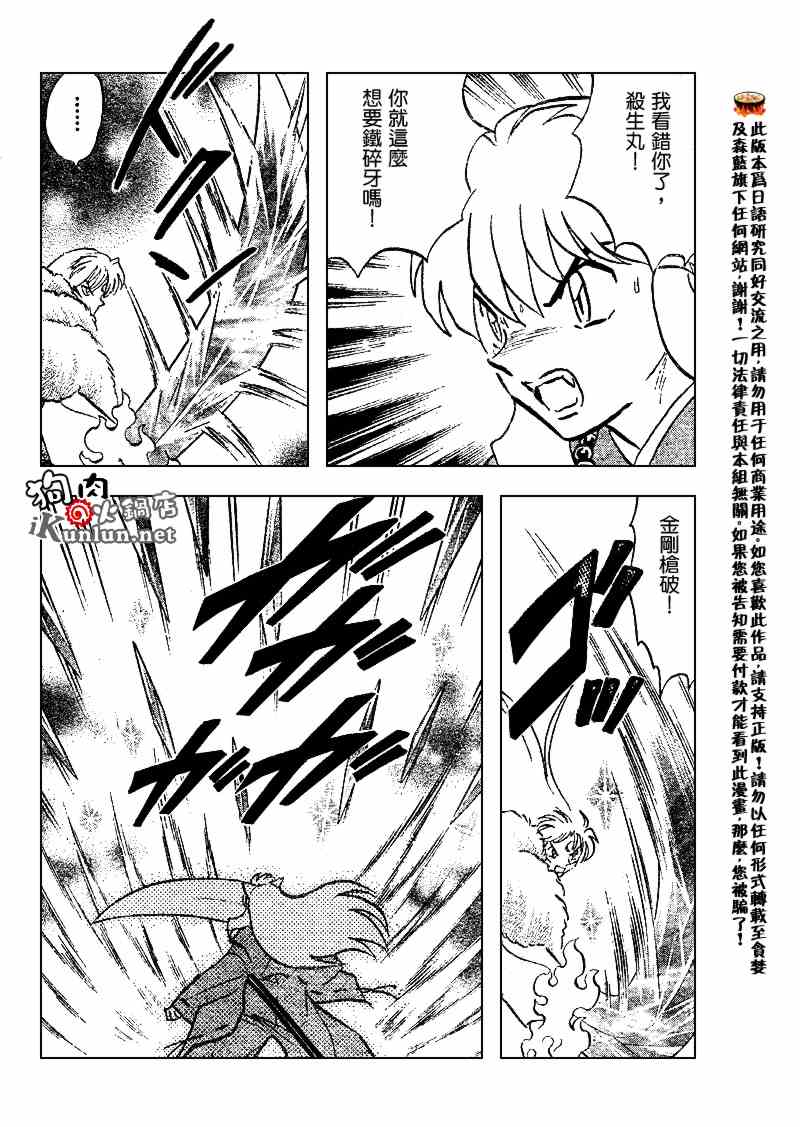 我看錯你了，
殺生丸！
你就這麼
想要鐵碎牙嗎！
……
ゴ
金剛槍破！
ガガガガガ
狗肉火鍋店
iKunlun.net
此版本爲日語研究同好交流之用，請勿用于任何商業用途。如您喜歡此作品，請支持正版！請勿以任何形式轉載至貪婪
及森藍旗下任何網站，謝謝！一切法律責任與本組無關。如果您被告知需要付款才能看到此漫畫，那麼，您被騙了！